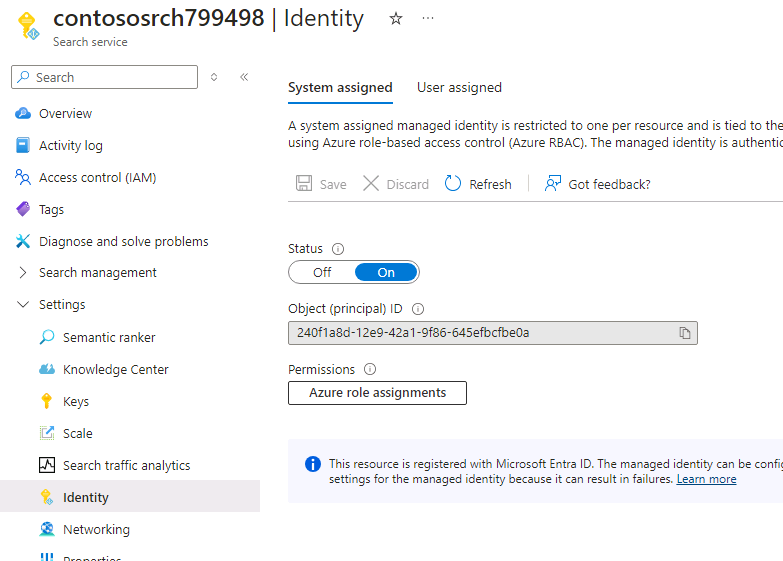 contososrch799498 | Identity
Search service
Search
Overview
Activity log
Access control (IAM)
Tags
Diagnose and solve problems
Search management
Settings
Semantic ranker
Knowledge Center
Keys
Scale
Search traffic analytics
Identity
Networking
Properties
System assigned
User assigned
A system assigned managed identity is restricted to one per resource and is tied to the
using Azure role-based access control (Azure RBAC). The managed identity is authentic
Save
Discard
Refresh
Got feedback?
Status
Off
On
Object (principal) ID
240f1a8d-12e9-42a1-9f86-645efbcfbe0a
Permissions
Azure role assignments
This resource is registered with Microsoft Entra ID. The managed identity can be config
settings for the managed identity because it can result in failures. Learn more